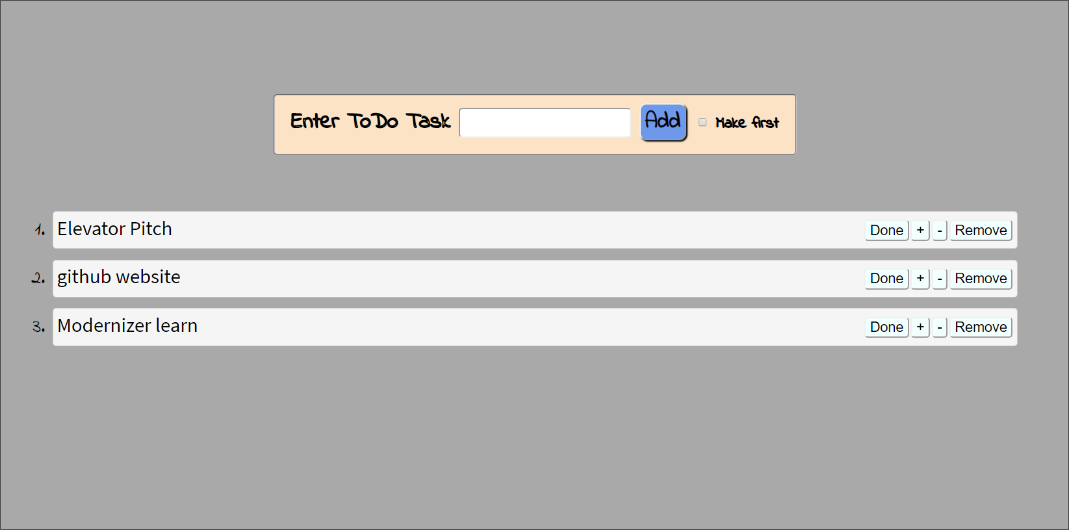 Enter ToDo Task Add Make first
1. Elevator Pitch Done + - Remove
2. github website Done + - Remove
3. Modernizer learn Done + - Remove